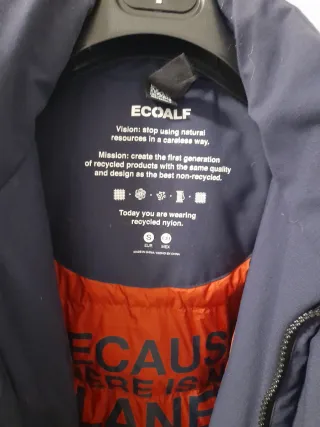 ECOALF
Vision: stop using natural
resources in a careless way.
Mission: create the first generation
of recycled products with the same quality
and design as the best non-recycled.
Today you are wearing
recycled nylon.
S
EUR
MEX
ECAUS
HERE IS N
LANE